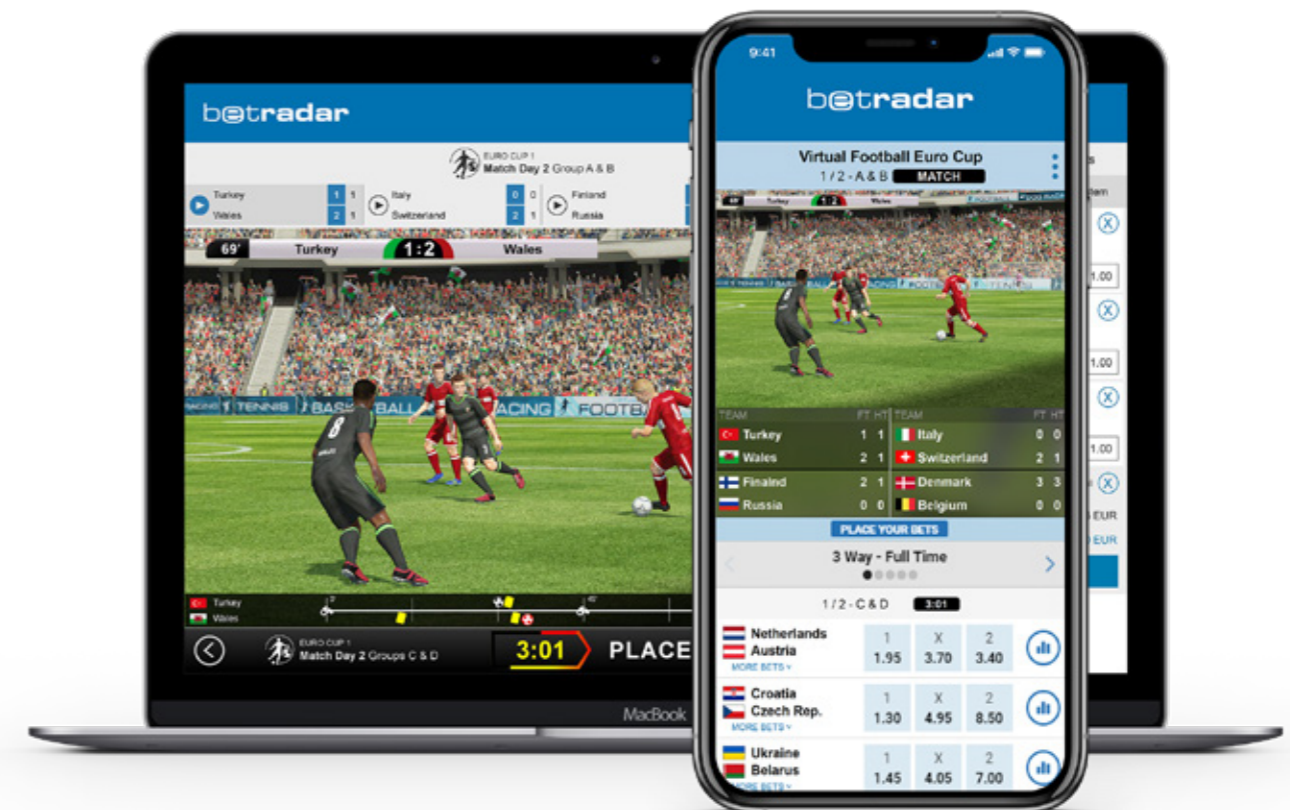 betradar
EURO CUP 1
Match Day 2 Group A & B
Turkey 1 1
Wales 2 1
Italy 0 0
Switzerland 2 1
Finland
Russia
69' Turkey 1:2 Wales
TENNIS
FOOTB
8
Turkey
Wales
EURO CUP 1
Match Day 2 Groups C & D
3:01
PLACE
MacBook
9:41
betradar
Virtual Football Euro Cup
1 / 2 - A & B MATCH
Turkey 1:2 Wales
TEAM FT HT TEAM FT HT
Turkey 1 1 Italy 0 0
Wales 2 1 Switzerland 2 1
Finalnd 2 1 Denmark 3 3
Russia 0 0 Belgium 0 0
PLACE YOUR BETS
3 Way - Full Time
1 / 2 - C & D 3:01
Netherlands
Austria
MORE BETS
1 X 2
1.95 3.70 3.40
Croatia
Czech Rep.
MORE BETS
1 X 2
1.30 4.95 8.50
Ukraine
Belarus
MORE BETS
1 X 2
1.45 4.05 7.00
X
1.00
X
1.00
X
1.00
X
EUR
EUR